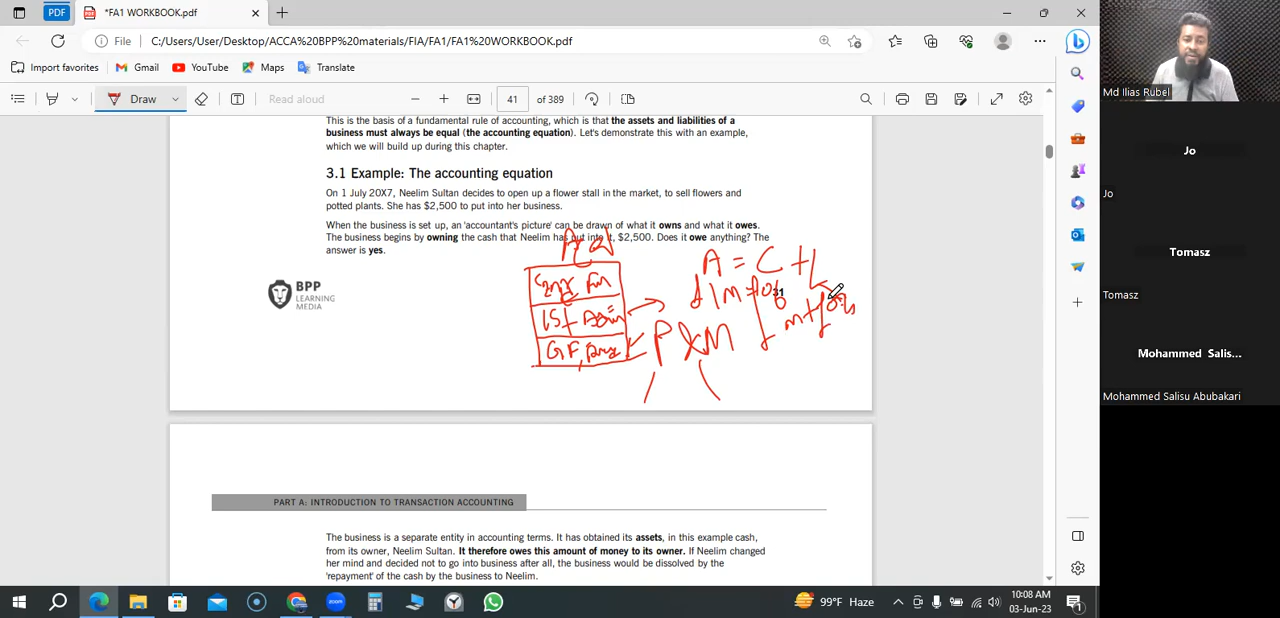 PDF
*FA1 WORKBOOK.pdf
File
C:/Users/User/Desktop/ACCA%20BPP%20materials/FIA/FA1/FA1%20WORKBOOK.pdf
Import favorites
Gmail
YouTube
Maps
Translate
Draw
Read aloud
41
of 389
This is the basis of a fundamental rule of accounting, which is that the assets and liabilities of a
business must always be equal (the accounting equation). Let's demonstrate this with an example,
which we will build up during this chapter.
3.1 Example: The accounting equation
On 1 July 20X7, Neelim Sultan decides to open up a flower stall in the market, to sell flowers and
potted plants. She has $2,500 to put into her business.
When the business is set up, an 'accountant's picture' can be drawn of what it owns and what it owes.
The business begins by owning the cash that Neelim has put into it, $2,500. Does it owe anything? The
answer is yes.
A = C + L
P & M
BPP
LEARNING
MEDIA
31
PART A: INTRODUCTION TO TRANSACTION ACCOUNTING
The business is a separate entity in accounting terms. It has obtained its assets, in this example cash,
from its owner, Neelim Sultan. It therefore owes this amount of money to its owner. If Neelim changed
her mind and decided not to go into business after all, the business would be dissolved by the
'repayment' of the cash by the business to Neelim.
Md Ilias Rubel
Jo
Jo
Tomasz
Tomasz
Mohammed Salis...
Mohammed Salisu Abubakari
99°F Haze
10:08 AM
03-Jun-23
1